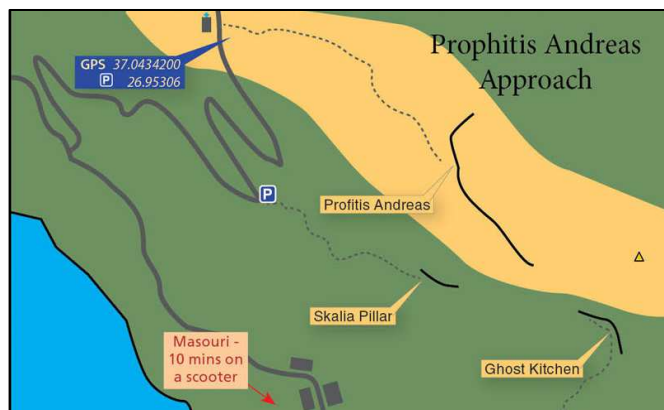 Prophitis Andreas
Approach
GPS 37.0434200
P 26.95306
P
Profitis Andreas
Skalia Pillar
Masouri -
10 mins on
a scooter
Ghost Kitchen